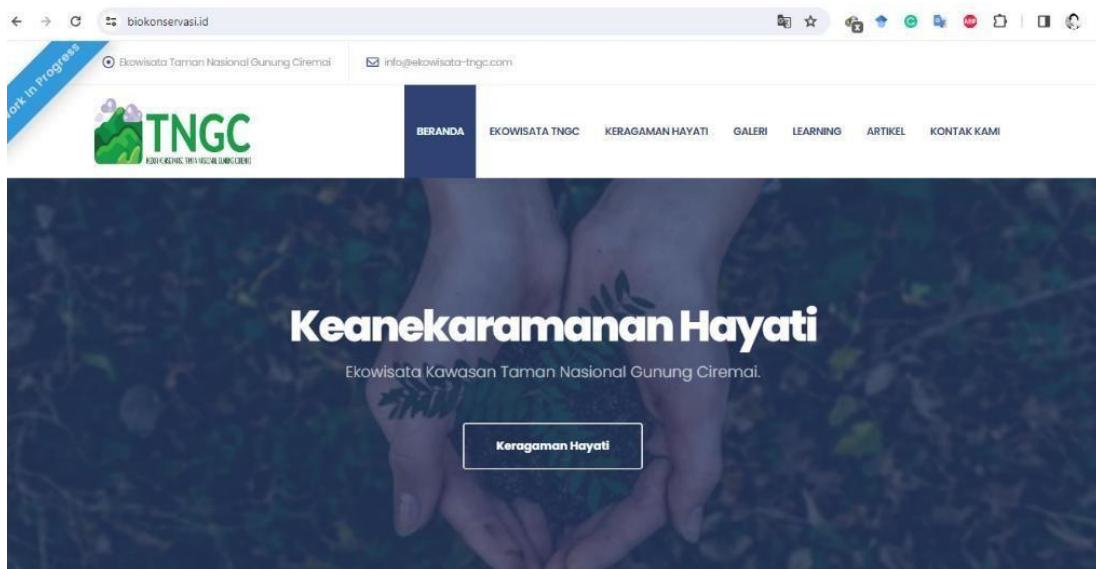 biokonservasi.id
Work In Progress
Ekowisata Taman Nasional Gunung Ciremai
info@ekowisata-tngc.com
TNGC
BERANDA EKOWISATA TNGC KERAGAMAN HAYATI GALERI LEARNING ARTIKEL KONTAK KAMI
Keanekaramanan Hayati
Ekowisata Kawasan Taman Nasional Gunung Ciremai.
Keragaman Hayati